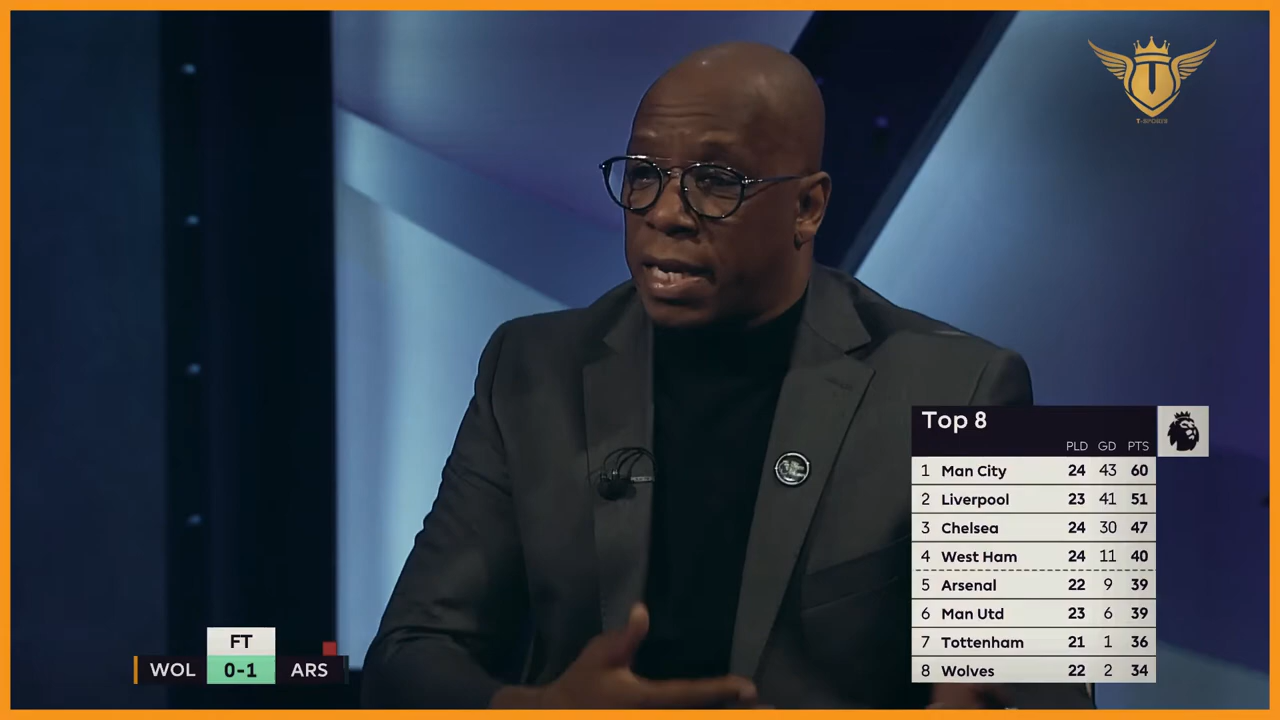 T
T-SPORTS
Top 8
PLD GD PTS
1 Man City 24 43 60
2 Liverpool 23 41 51
3 Chelsea 24 30 47
4 West Ham 24 11 40
5 Arsenal 22 9 39
6 Man Utd 23 6 39
7 Tottenham 21 1 36
8 Wolves 22 2 34
FT
WOL 0-1 ARS